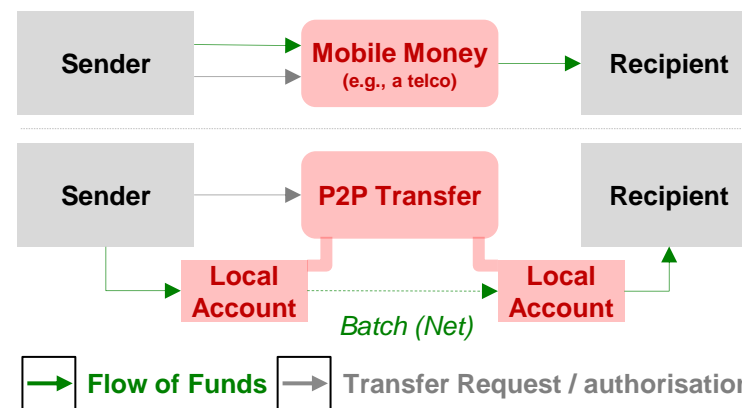 Sender
Mobile Money
(e.g., a telco)
Recipient
Sender
P2P Transfer
Recipient
Local
Account
Local
Account
Batch (Net)
Flow of Funds
Transfer Request / authorisation